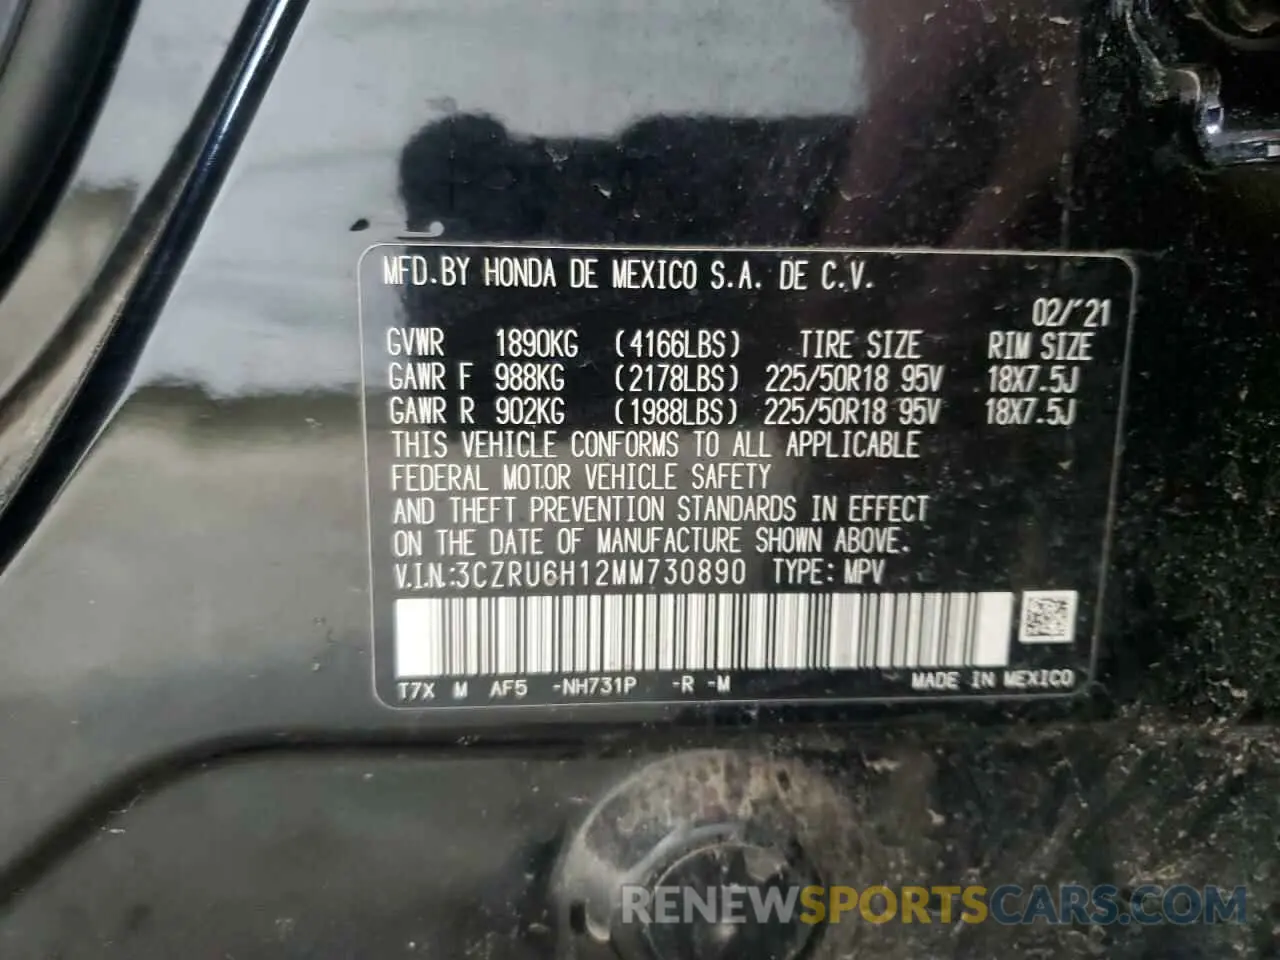 MFD.BY HONDA DE MEXICO S.A. DE C.V.
02/'21
GVWR 1890KG (4166LBS) TIRE SIZE RIM SIZE
GAWR F 988KG (2178LBS) 225/50R18 95V 18X7.5J
GAWR R 902KG (1988LBS) 225/50R18 95V 18X7.5J
THIS VEHICLE CONFORMS TO ALL APPLICABLE
FEDERAL MOTOR VEHICLE SAFETY
AND THEFT PREVENTION STANDARDS IN EFFECT
ON THE DATE OF MANUFACTURE SHOWN ABOVE.
V.I.N.:3CZRU6H12MM730890 TYPE: MPV
T7X M AF5 -NH731P -R -M MADE IN MEXICO
RENEWSPORTSCARS.COM